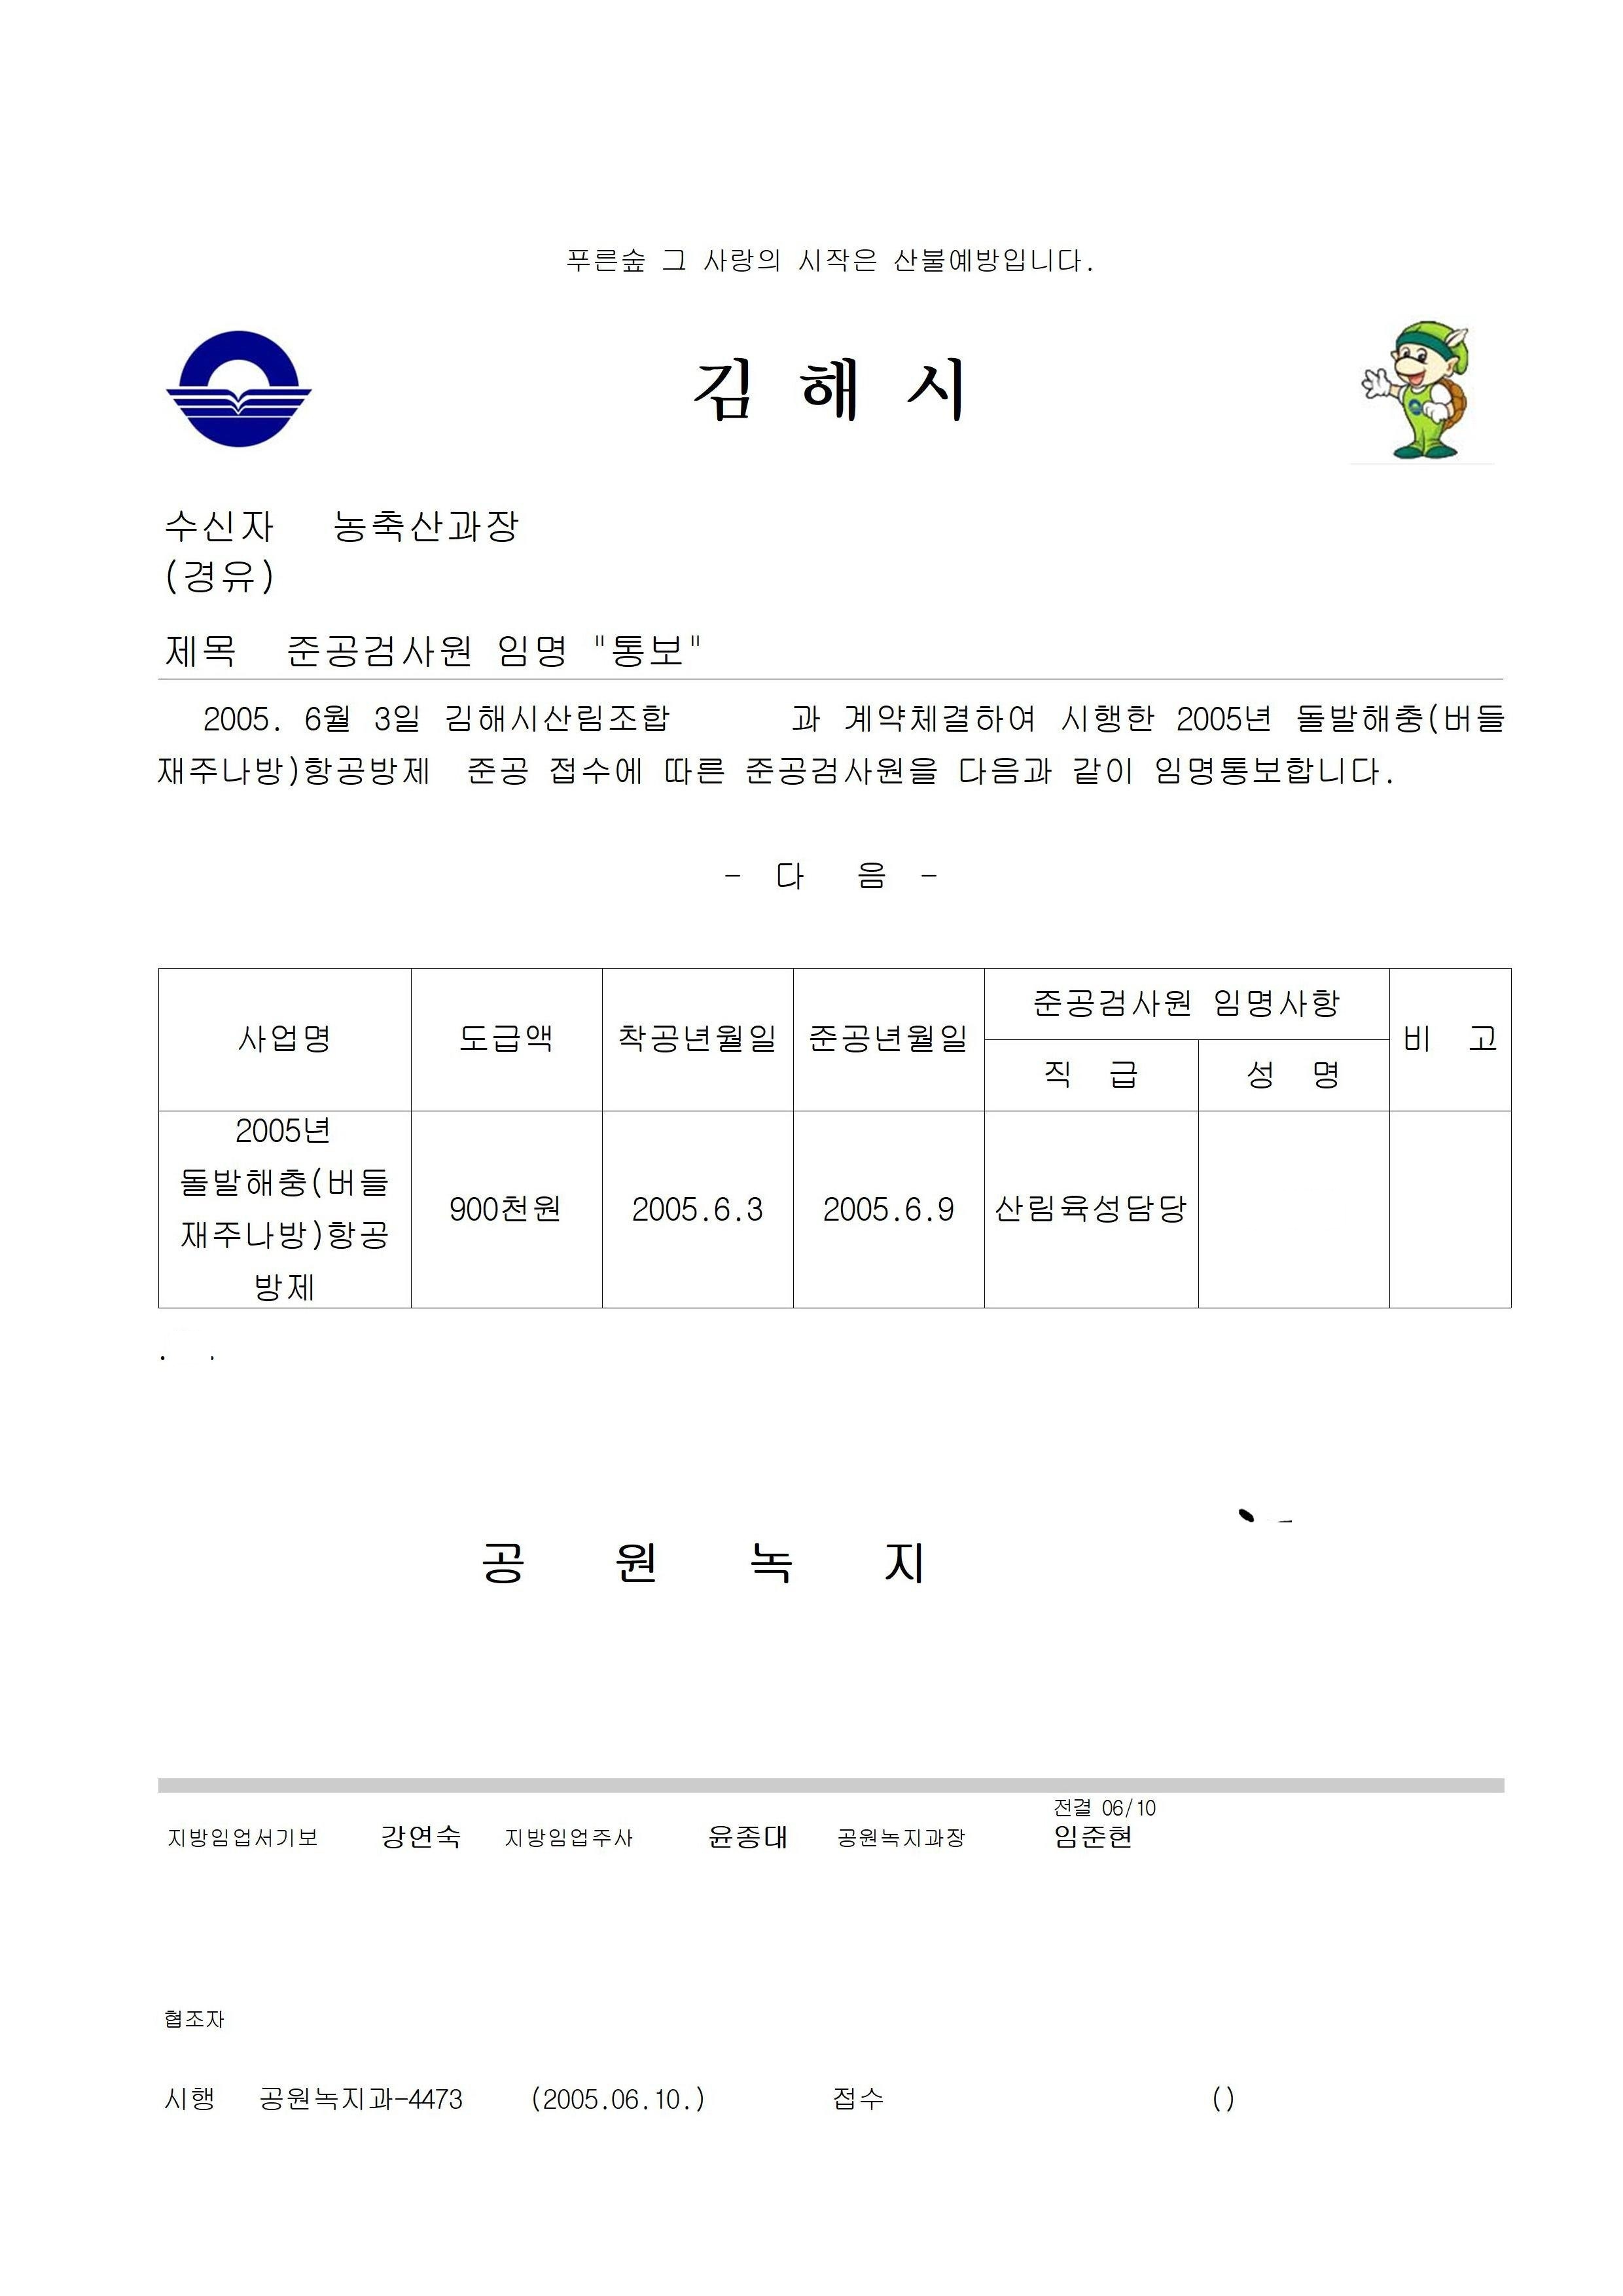 푸른숲 그 사랑의 시작은 산불예방입니다.
김 해 시
수신자 농축산과장
(경유)
제목 준공검사원 임명 "통보"
2005. 6월 3일 김해시산림조합 과 계약체결하여 시행한 2005년 돌발해충(버들
재주나방)항공방제 준공 접수에 따른 준공검사원을 다음과 같이 임명통보합니다.
- 다 음 -
사업명 도급액 착공년월일 준공년월일 준공검사원 임명사항 비 고
직 급 성 명
2005년
돌발해충(버들
재주나방)항공
방제
900천원 2005.6.3 2005.6.9 산림육성담당
. .
공 원 녹 지
전결 06/10
지방임업서기보 강연숙 지방임업주사 윤종대 공원녹지과장 임준현
협조자
시행 공원녹지과-4473 (2005.06.10.) 접수 ()